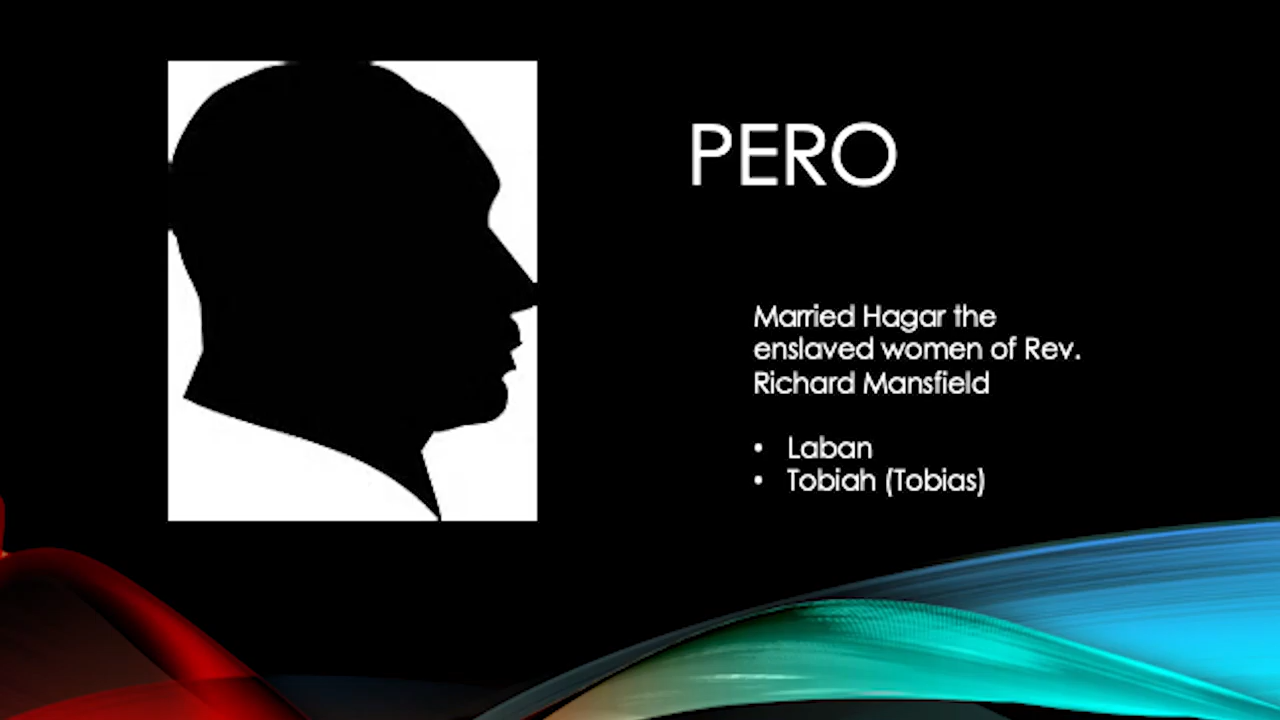 PERO
Married Hagar the
enslaved women of Rev.
Richard Mansfield
• Laban
• Tobiah (Tobias)